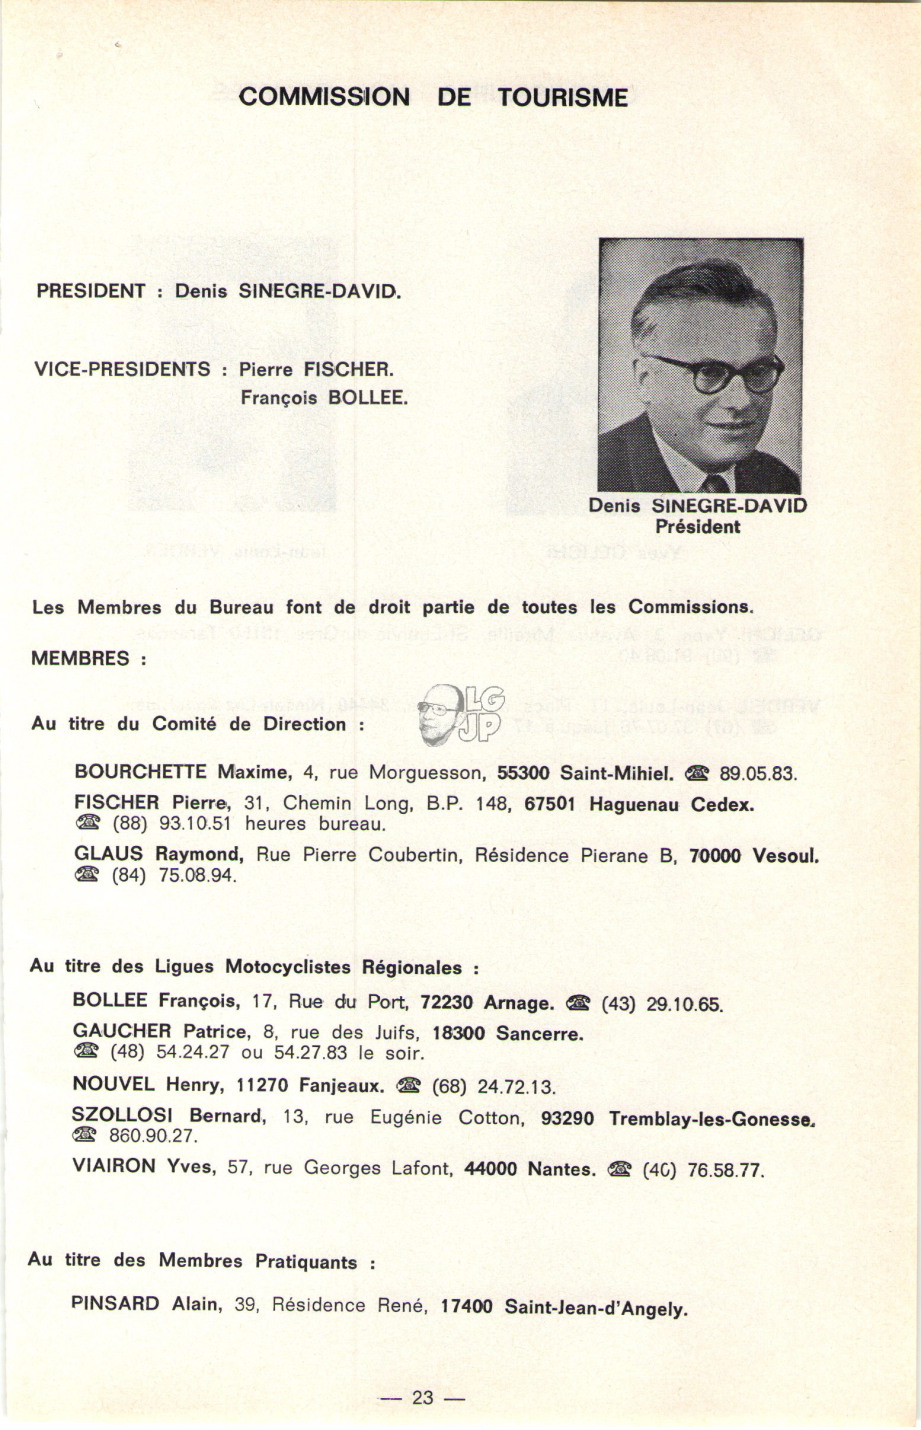 COMMISSION DE TOURISME
PRESIDENT : Denis SINEGRE-DAVID.
VICE-PRESIDENTS : Pierre FISCHER.
François BOLLEE.
Denis SINEGRE-DAVID
Président
Les Membres du Bureau font de droit partie de toutes les Commissions.
MEMBRES :
LG
JP
Au titre du Comité de Direction :
BOURCHETTE Maxime, 4, rue Morguesson, 55300 Saint-Mihiel. ☎ 89.05.83.
FISCHER Pierre, 31, Chemin Long, B.P. 148, 67501 Haguenau Cedex.
☎ (88) 93.10.51 heures bureau.
GLAUS Raymond, Rue Pierre Coubertin, Résidence Pierane B, 70000 Vesoul.
☎ (84) 75.08.94.
Au titre des Ligues Motocyclistes Régionales :
BOLLEE François, 17, Rue du Port, 72230 Arnage. ☎ (43) 29.10.65.
GAUCHER Patrice, 8, rue des Juifs, 18300 Sancerre.
☎ (48) 54.24.27 ou 54.27.83 le soir.
NOUVEL Henry, 11270 Fanjeaux. ☎ (68) 24.72.13.
SZOLLOSI Bernard, 13, rue Eugénie Cotton, 93290 Tremblay-les-Gonesse.
☎ 860.90.27.
VIAIRON Yves, 57, rue Georges Lafont, 44000 Nantes. ☎ (40) 76.58.77.
Au titre des Membres Pratiquants :
PINSARD Alain, 39, Résidence René, 17400 Saint-Jean-d'Angely.
— 23 —